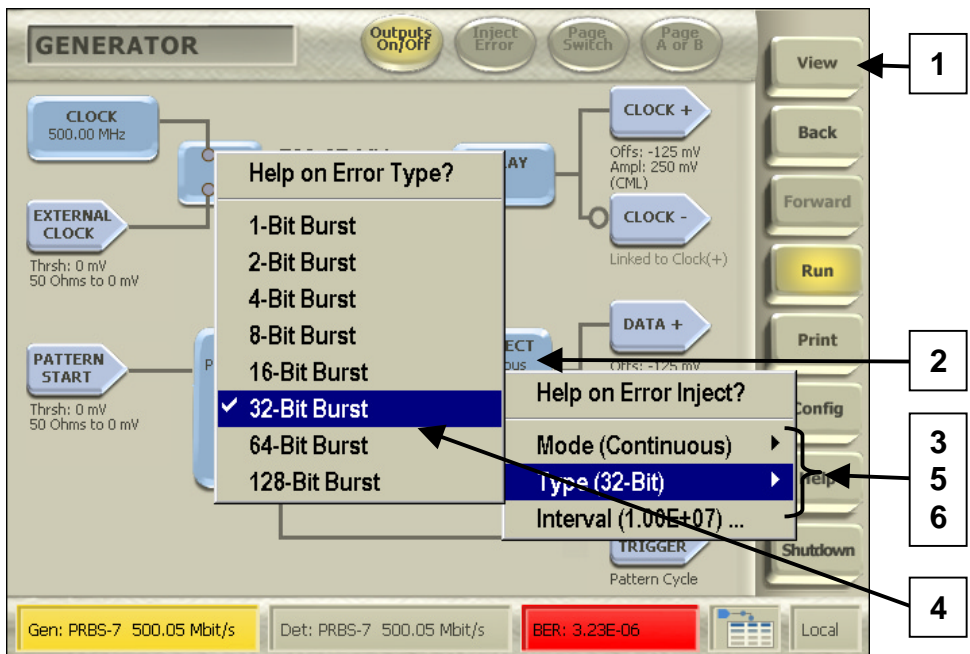 GENERATOR
Outputs
On/Off
Inject
Error
Page
Switch
Page
A or B
View
1
CLOCK
500.00 MHz
CLOCK +
Offs: -125 mV
Ampl: 250 mV
(CML)
Back
Help on Error Type?
1-Bit Burst
2-Bit Burst
4-Bit Burst
8-Bit Burst
16-Bit Burst
32-Bit Burst
64-Bit Burst
128-Bit Burst
EXTERNAL
CLOCK
Thrsh: 0 mV
50 Ohms to 0 mV
CLOCK -
Linked to Clock(+)
Forward
Run
DATA +
Offs: -125 mV
Print
2
PATTERN
START
Thrsh: 0 mV
50 Ohms to 0 mV
Help on Error Inject?
Mode (Continuous)
Type (32-Bit)
Interval (1.00E+07) ...
Config
Help
3
5
6
TRIGGER
Pattern Cycle
Shutdown
4
Gen: PRBS-7 500.05 Mbit/s
Det: PRBS-7 500.05 Mbit/s
BER: 3.23E-06
Local